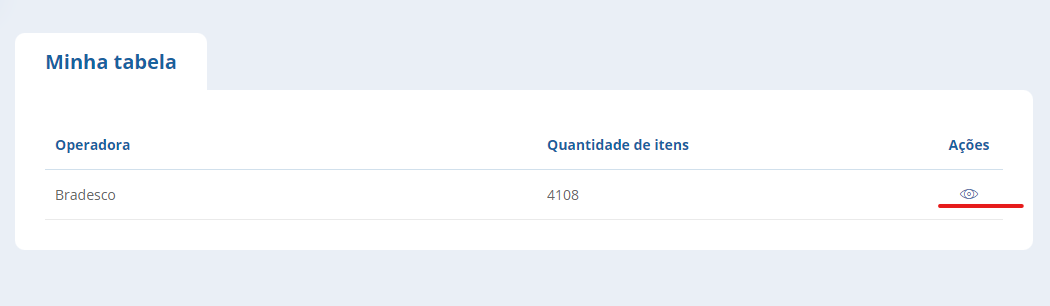 Minha tabela
Operadora Quantidade de itens Ações
Bradesco 4108